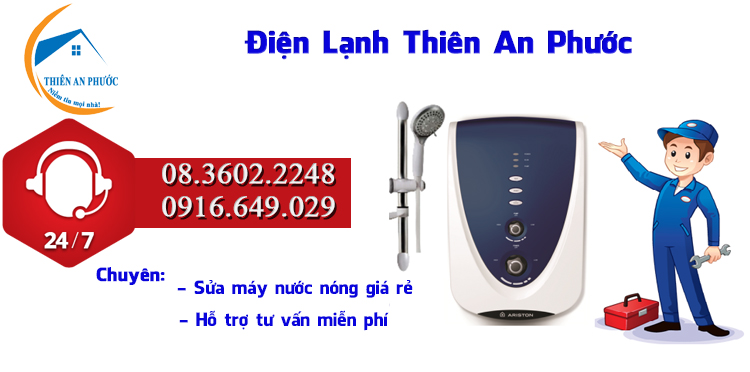 Điện Lạnh Thiên An Phước
THIÊN AN PHƯỚC
Niềm tin mọi nhà!
08.3602.2248
0916.649.029
24/7
Chuyên:
- Sửa máy nước nóng giá rẻ
- Hỗ trợ tư vấn miễn phí
ARISTON